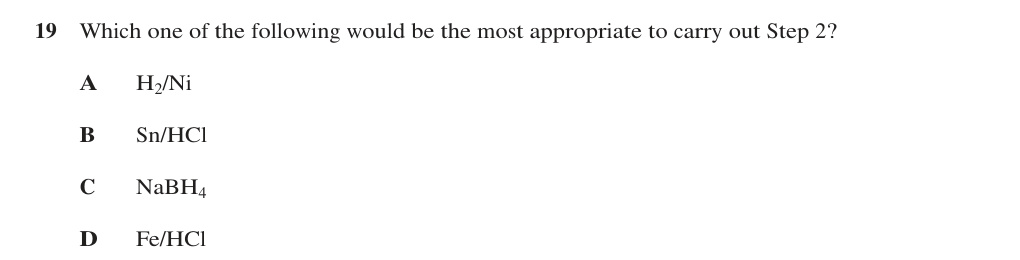 19 Which one of the following would be the most appropriate to carry out Step 2?
A H₂/Ni
B Sn/HCl
C NaBH₄
D Fe/HCl